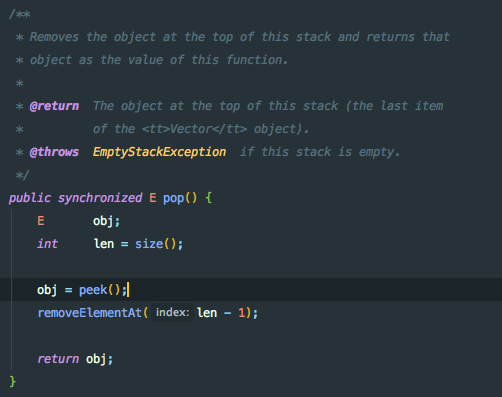 /**
 * Removes the object at the top of this stack and returns that
 * object as the value of this function.
 *
 * @return  The object at the top of this stack (the last item
 *          of the <tt>Vector</tt> object).
 * @throws  EmptyStackException  if this stack is empty.
 */
public synchronized E pop() {
    E       obj;
    int     len = size();
    obj = peek();
    removeElementAt( index: len - 1);
    return obj;
}